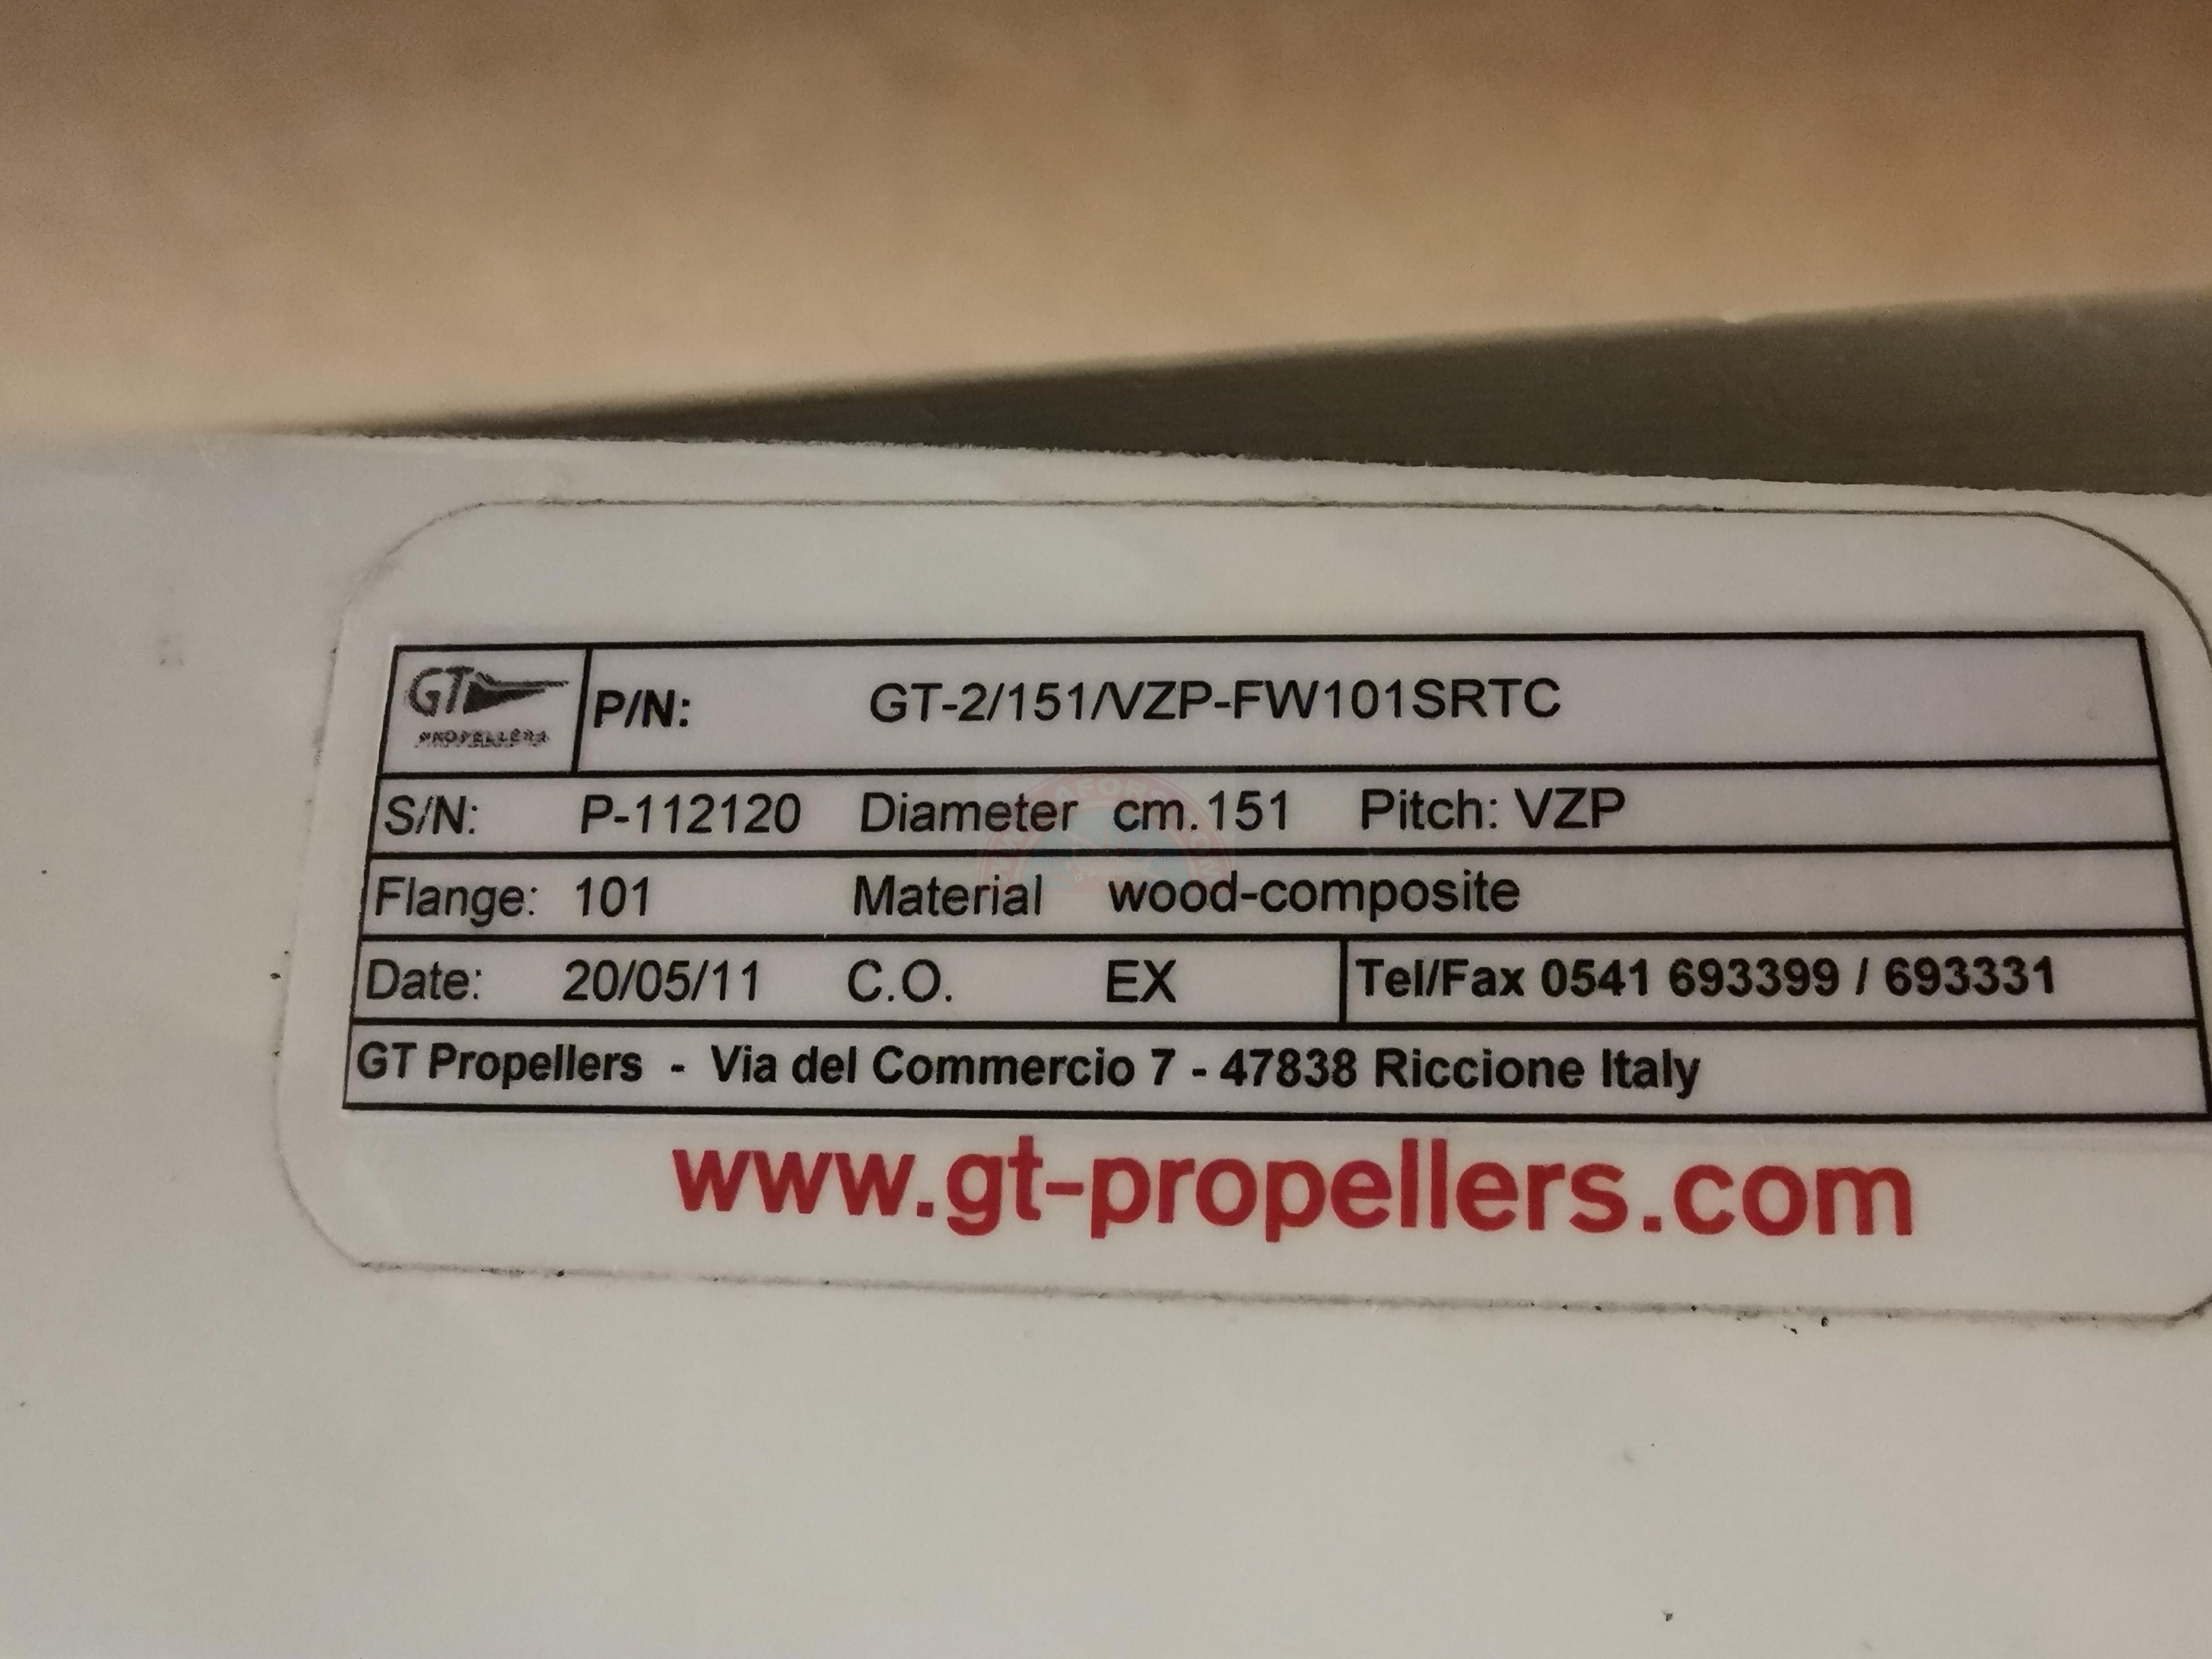 GT
PROPELLERS
P/N: GT-2/151/VZP-FW101SRTC
S/N: P-112120 Diameter cm.151 Pitch: VZP
Flange: 101 Material wood-composite
Date: 20/05/11 C.O. EX Tel/Fax 0541 693399 / 693331
GT Propellers - Via del Commercio 7 - 47838 Riccione Italy
www.gt-propellers.com